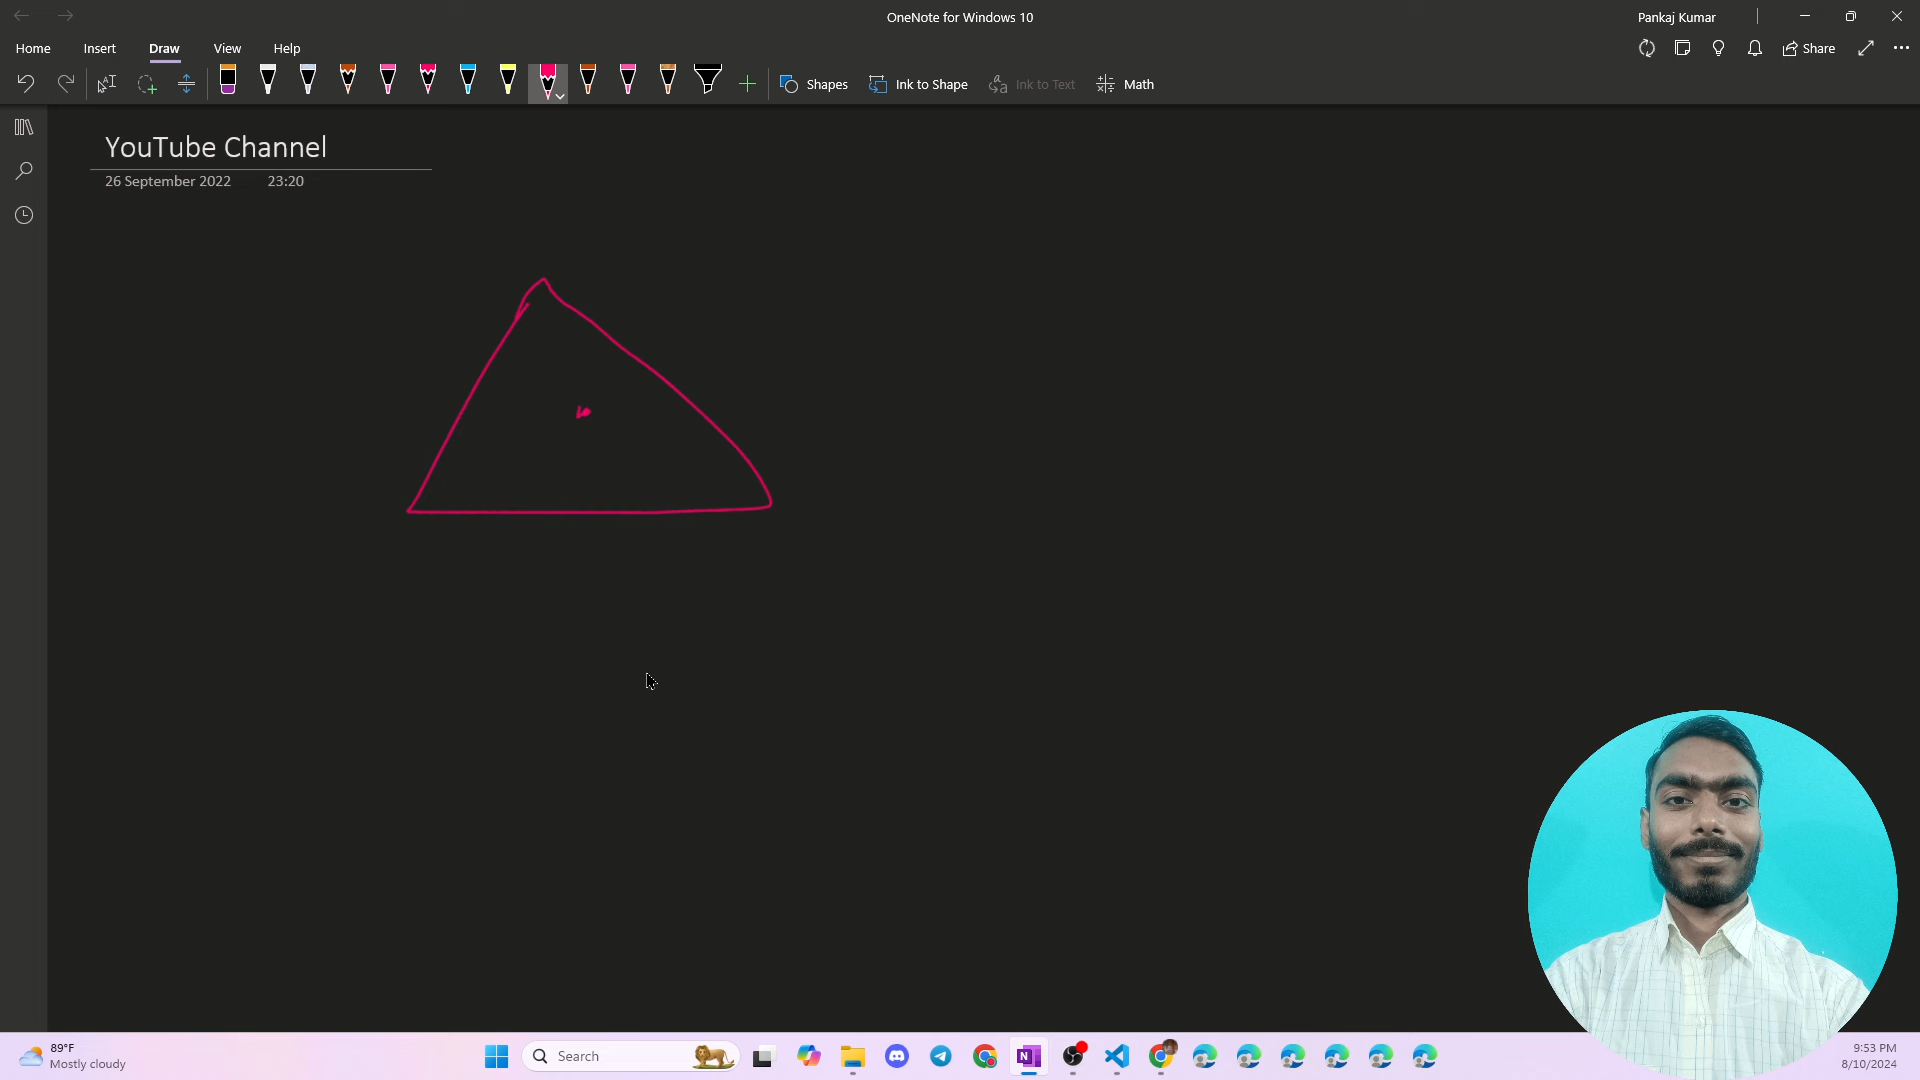 OneNote for Windows 10
Pankaj Kumar
Home Insert Draw View Help
Share
Shapes Ink to Shape Ink to Text Math
YouTube Channel
26 September 2022 23:20
89°F
Mostly cloudy
Search
9:53 PM
8/10/2024